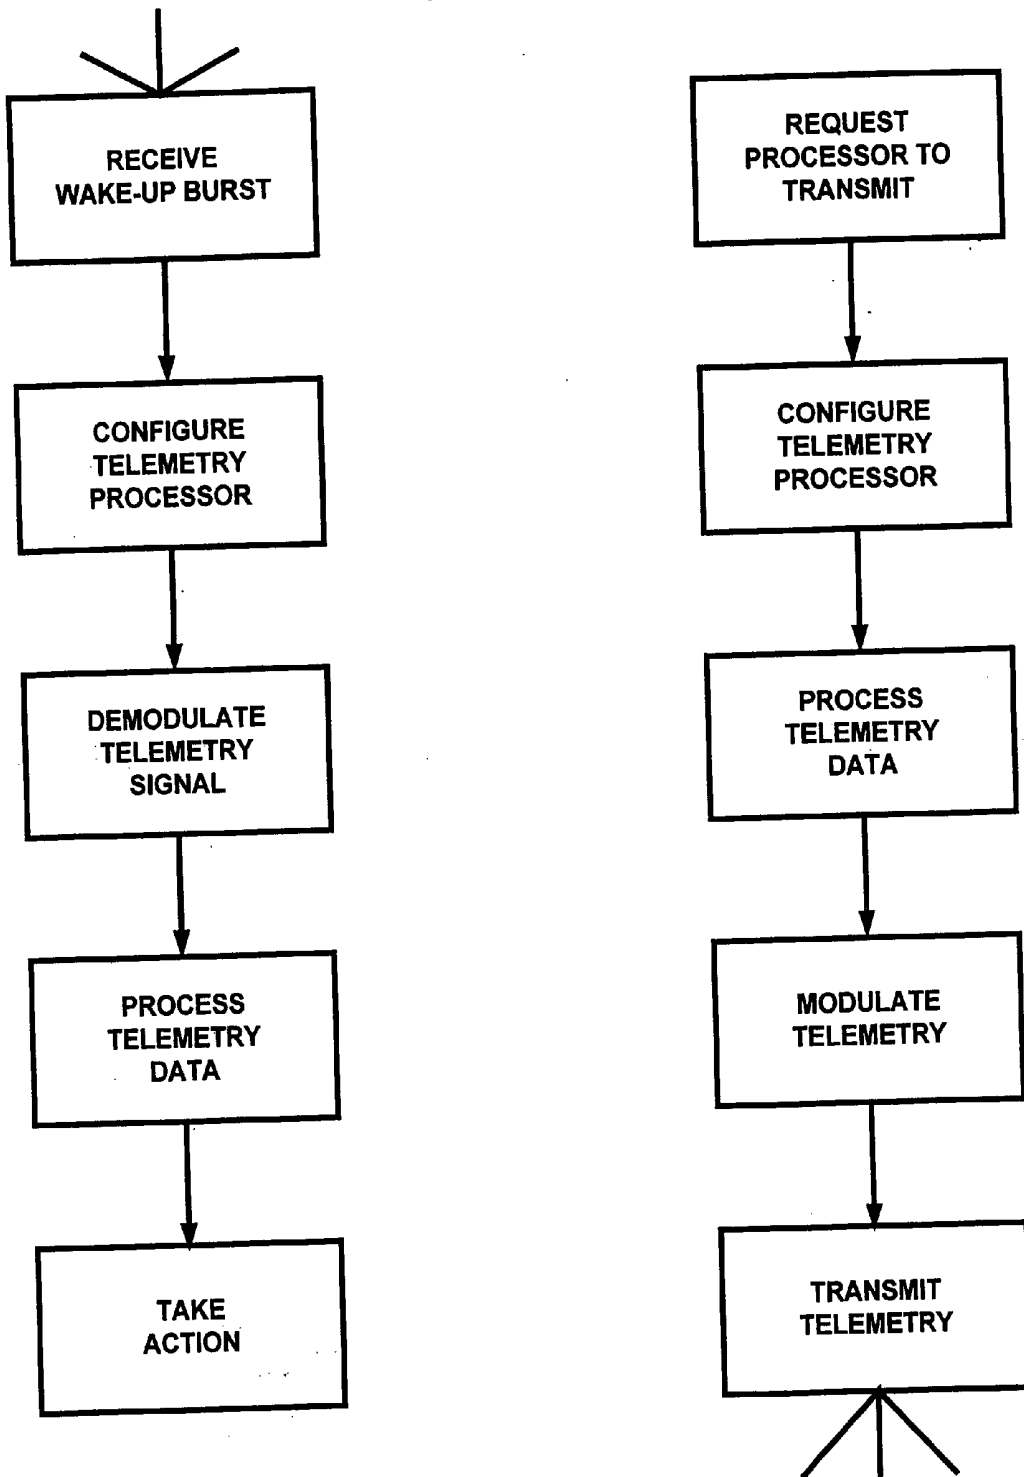 RECEIVE
WAKE-UP BURST
CONFIGURE
TELEMETRY
PROCESSOR
DEMODULATE
TELEMETRY
SIGNAL
PROCESS
TELEMETRY
DATA
TAKE
ACTION
REQUEST
PROCESSOR TO
TRANSMIT
CONFIGURE
TELEMETRY
PROCESSOR
PROCESS
TELEMETRY
DATA
MODULATE
TELEMETRY
TRANSMIT
TELEMETRY